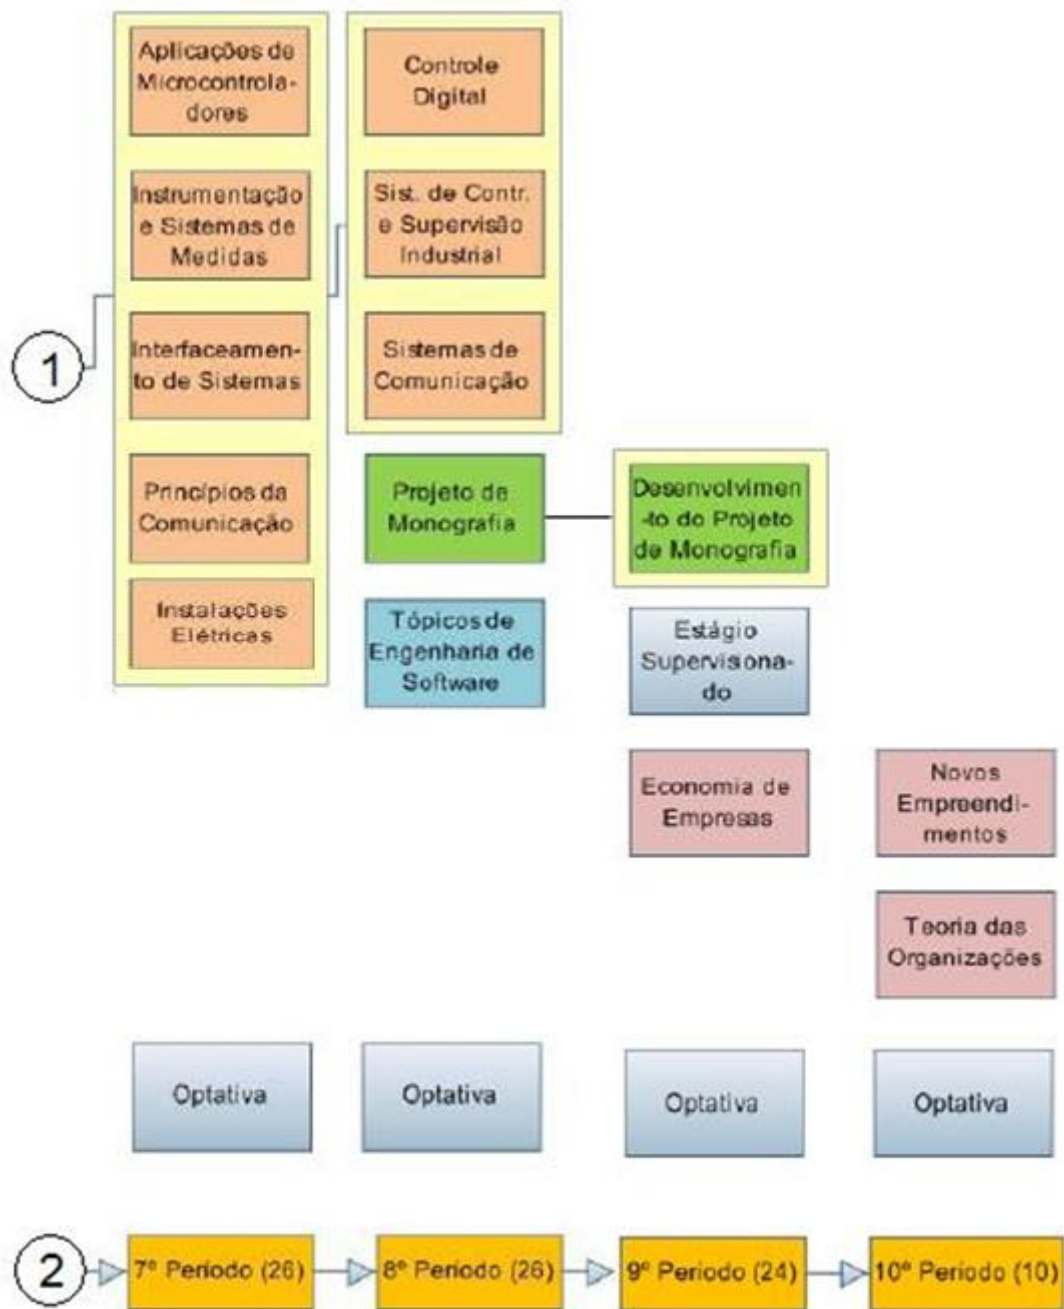 Aplicações de
Microcontrola-
dores
Controle
Digital
Instrumentação
e Sistemas de
Medidas
Sist. de Contr.
e Supervisão
Industrial
1
Interfaceamen-
to de Sistemas
Sistemas de
Comunicação
Princípios da
Comunicação
Projeto de
Monografia
Desenvolvimen
-to do Projeto
de Monografia
Instalações
Elétricas
Tópicos de
Engenharia de
Software
Estágio
Supervisiona-
do
Economia de
Empresas
Novos
Empreendi-
mentos
Teoria das
Organizações
Optativa
Optativa
Optativa
Optativa
2
7º Período (26)
8º Período (26)
9º Período (24)
10º Período (10)